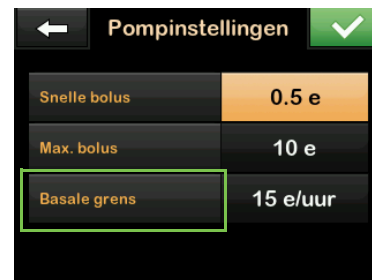 Pompinstellingen
Snelle bolus 0.5 e
Max. bolus 10 e
Basale grens 15 e/uur